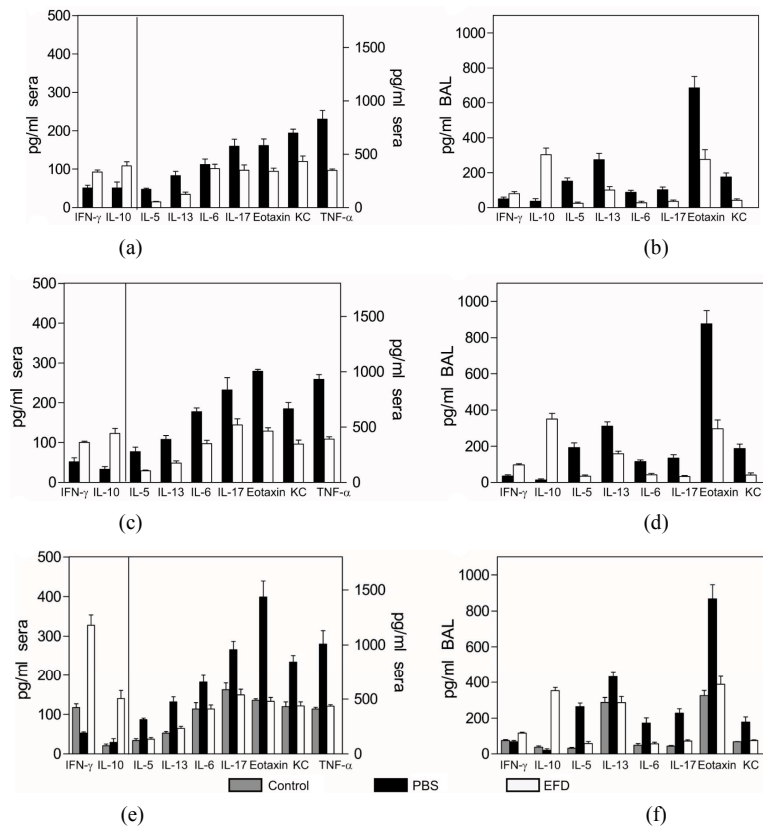 500
400
300
200
100
0
pg/ml sera
1500
1000
500
0
pg/ml sera
IFN-γ IL-10 IL-5 IL-13 IL-6 IL-17 Eotaxin KC TNF-α
(a)
1000
800
600
400
200
0
pg/ml BAL
IFN-γ IL-10 IL-5 IL-13 IL-6 IL-17 Eotaxin KC
(b)
500
400
300
200
100
0
pg/ml sera
1500
1000
500
0
pg/ml sera
IFN-γ IL-10 IL-5 IL-13 IL-6 IL-17 Eotaxin KC TNF-α
(c)
1000
800
600
400
200
0
pg/ml BAL
IFN-γ IL-10 IL-5 IL-13 IL-6 IL-17 Eotaxin KC
(d)
500
400
300
200
100
0
pg/ml sera
1500
1000
500
0
pg/ml sera
IFN-γ IL-10 IL-5 IL-13 IL-6 IL-17 Eotaxin KC TNF-α
(e)
1000
800
600
400
200
0
pg/ml BAL
IFN-γ IL-10 IL-5 IL-13 IL-6 IL-17 Eotaxin KC
(f)
Control PBS EFD